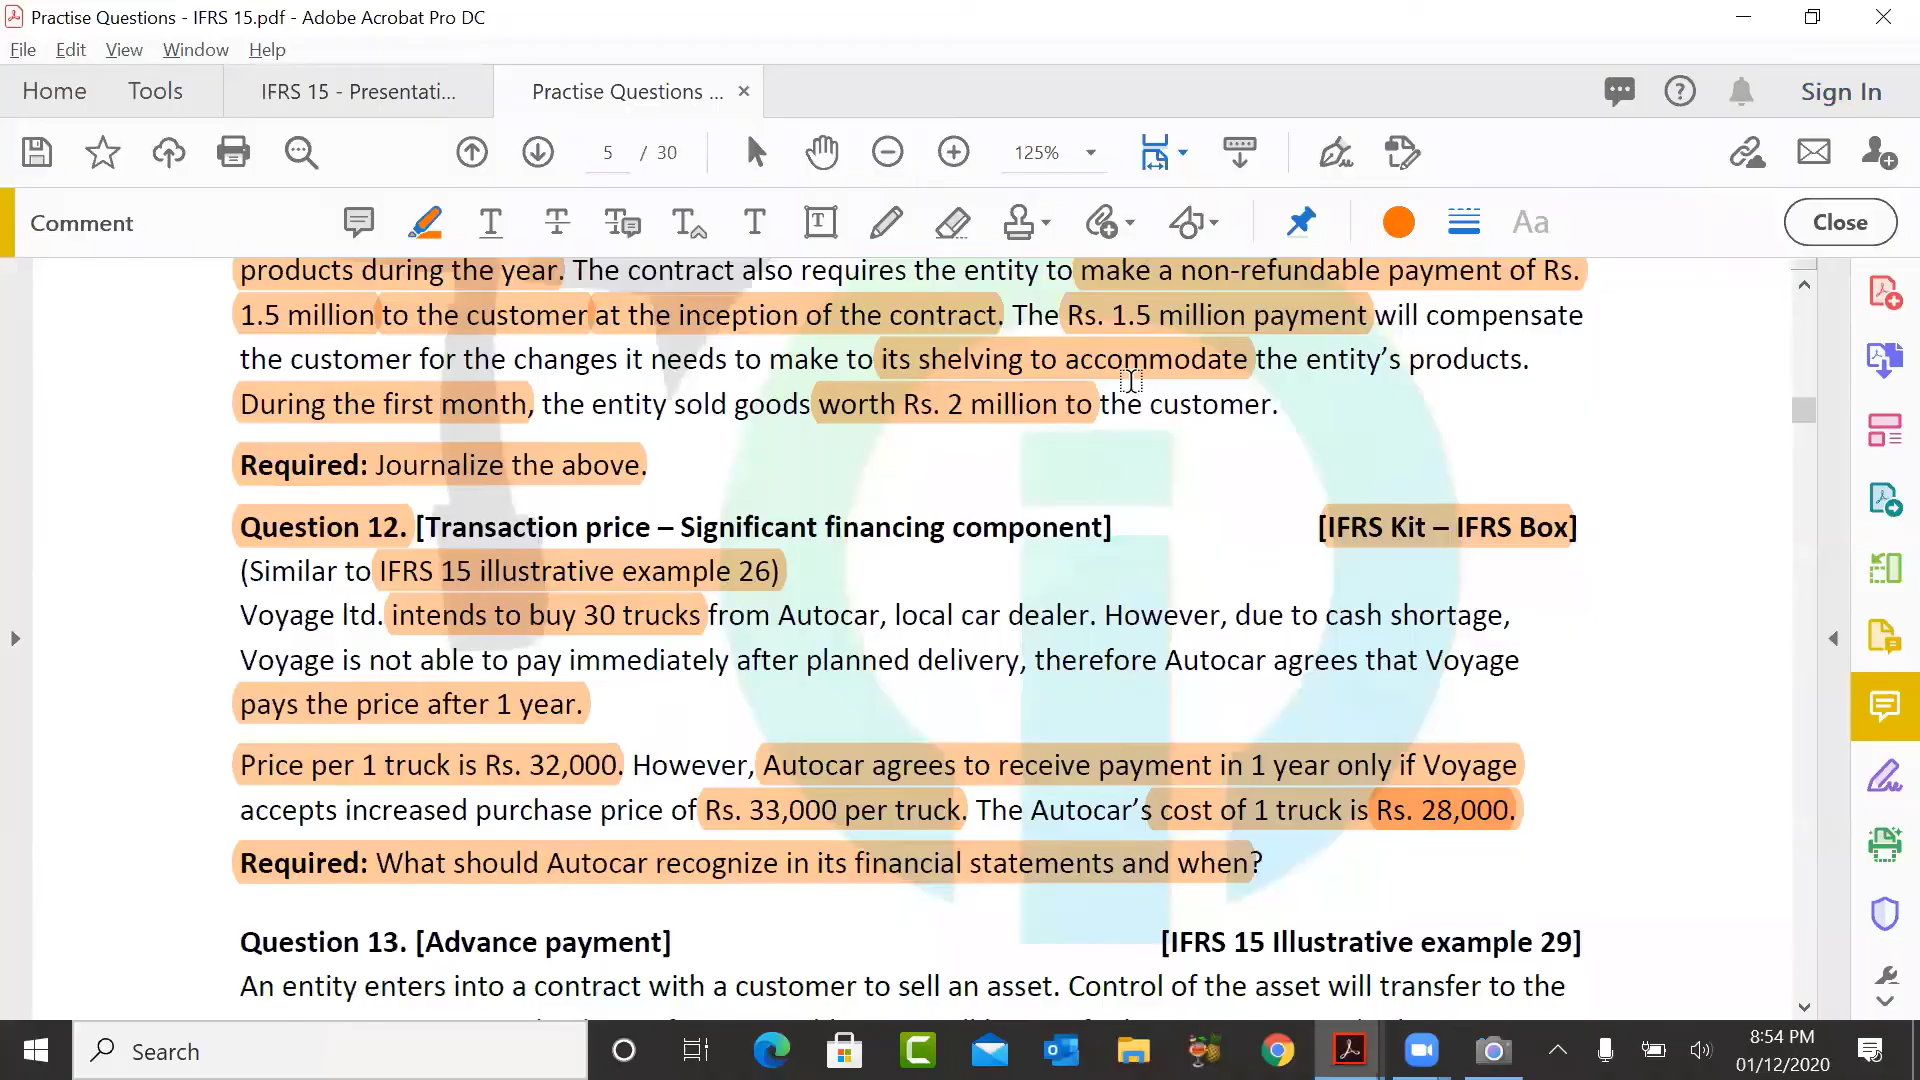 Practise Questions - IFRS 15.pdf - Adobe Acrobat Pro DC
File Edit View Window Help
Home Tools IFRS 15 - Presentati... Practise Questions ... × Sign In
5 / 30 125%
Comment Aa Close
products during the year. The contract also requires the entity to make a non-refundable payment of Rs.
1.5 million to the customer at the inception of the contract. The Rs. 1.5 million payment will compensate
the customer for the changes it needs to make to its shelving to accommodate the entity’s products.
During the first month, the entity sold goods worth Rs. 2 million to the customer.
Required: Journalize the above.
Question 12. [Transaction price – Significant financing component] [IFRS Kit – IFRS Box]
(Similar to IFRS 15 illustrative example 26)
Voyage ltd. intends to buy 30 trucks from Autocar, local car dealer. However, due to cash shortage,
Voyage is not able to pay immediately after planned delivery, therefore Autocar agrees that Voyage
pays the price after 1 year.
Price per 1 truck is Rs. 32,000. However, Autocar agrees to receive payment in 1 year only if Voyage
accepts increased purchase price of Rs. 33,000 per truck. The Autocar’s cost of 1 truck is Rs. 28,000.
Required: What should Autocar recognize in its financial statements and when?
Question 13. [Advance payment] [IFRS 15 Illustrative example 29]
An entity enters into a contract with a customer to sell an asset. Control of the asset will transfer to the
Search
8:54 PM
01/12/2020